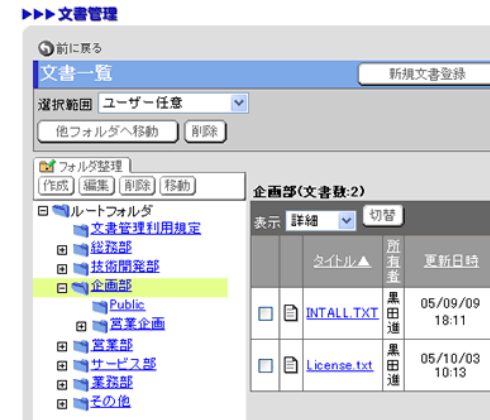 ▶▶▶文書管理
前に戻る
文書一覧
新規文書登録
選択範囲 ユーザー任意
他フォルダへ移動 削除
フォルダ整理
作成 編集 削除 移動
企画部(文書数:2)
ルートフォルダ
文書管理利用規定
総務部
技術開発部
企画部
Public
営業企画
営業部
サービス部
業務部
その他
表示 詳細 切替
タイトル▲ 所有者 更新日時
INTALL.TXT 黒田進 05/09/09 18:11
License.txt 黒田進 05/10/03 10:13